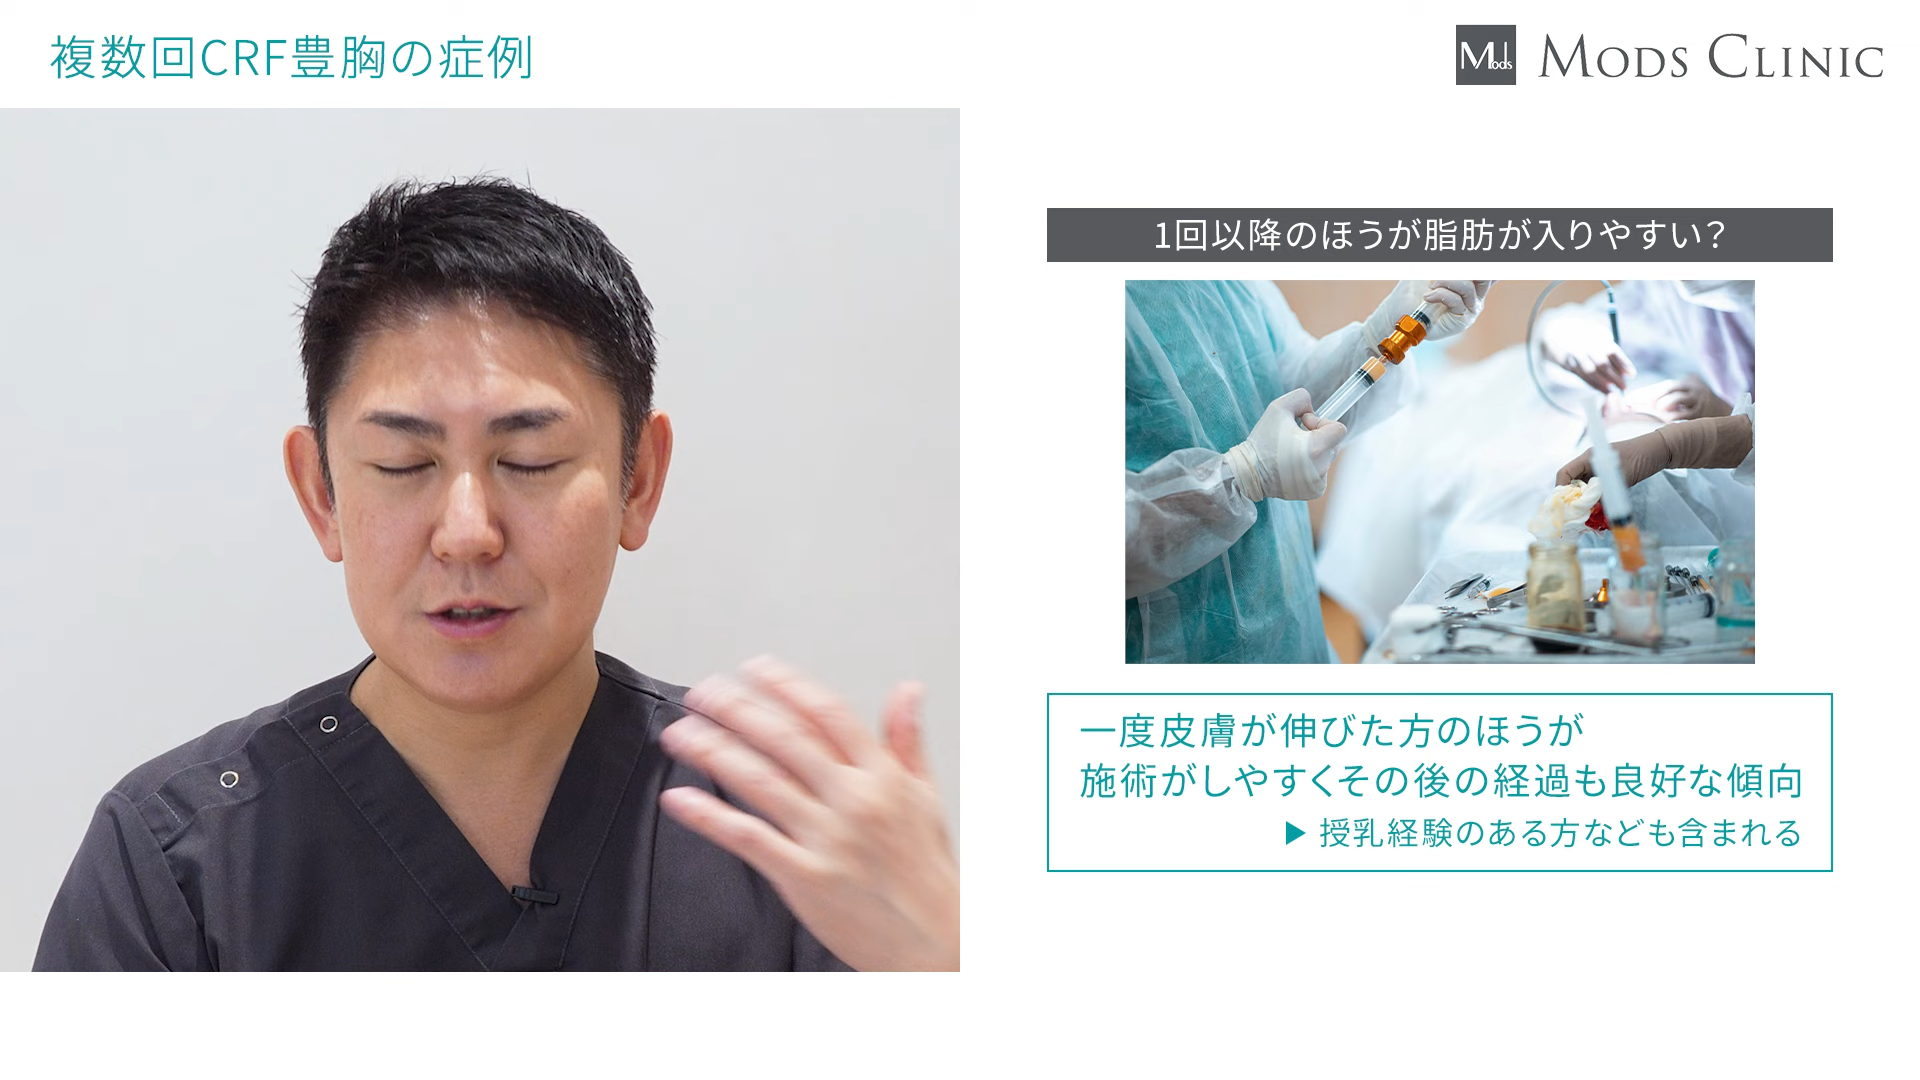 複数回CRF豊胸の症例
Mods
MODS CLINIC
1回以降のほうが脂肪が入りやすい?
一度皮膚が伸びた方のほうが
施術がしやすくその後の経過も良好な傾向
▶ 授乳経験のある方なども含まれる